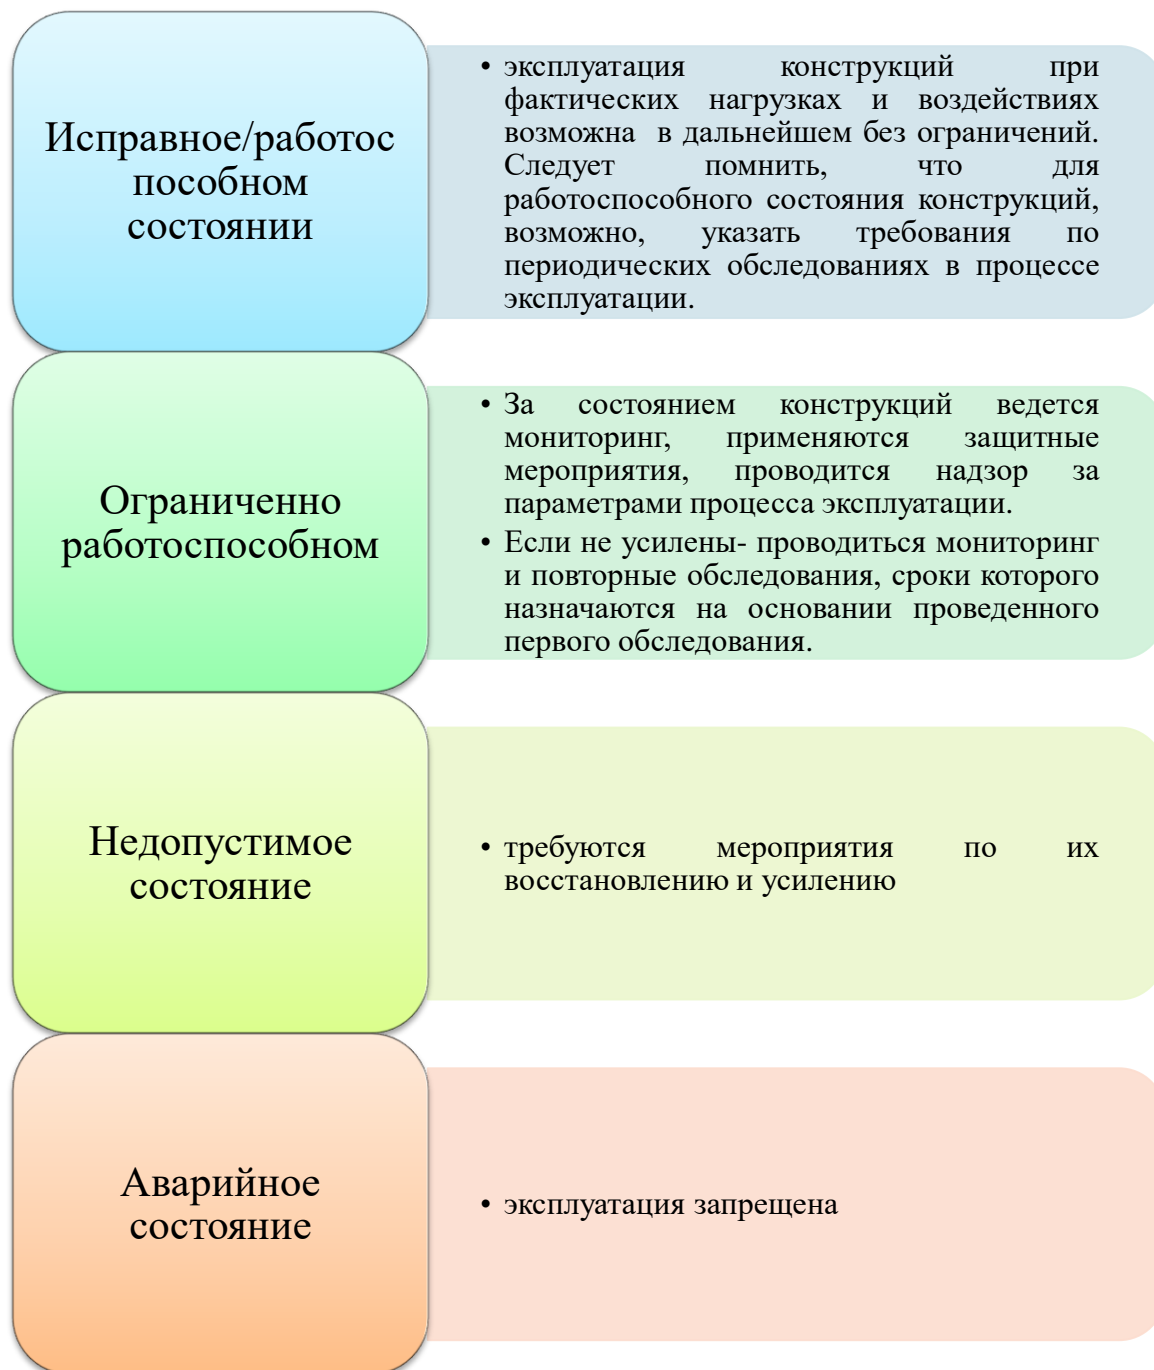 Исправное/работос
пособном
состоянии
• эксплуатация конструкций при
фактических нагрузках и воздействиях
возможна в дальнейшем без ограничений.
Следует помнить, что для
работоспособного состояния конструкций,
возможно, указать требования по
периодических обследованиях в процессе
эксплуатации.
Ограниченно
работоспособном
• За состоянием конструкций ведется
мониторинг, применяются защитные
мероприятия, проводится надзор за
параметрами процесса эксплуатации.
• Если не усилены- проводиться мониторинг
и повторные обследования, сроки которого
назначаются на основании проведенного
первого обследования.
Недопустимое
состояние
• требуются мероприятия по их
восстановлению и усилению
Аварийное
состояние
• эксплуатация запрещена